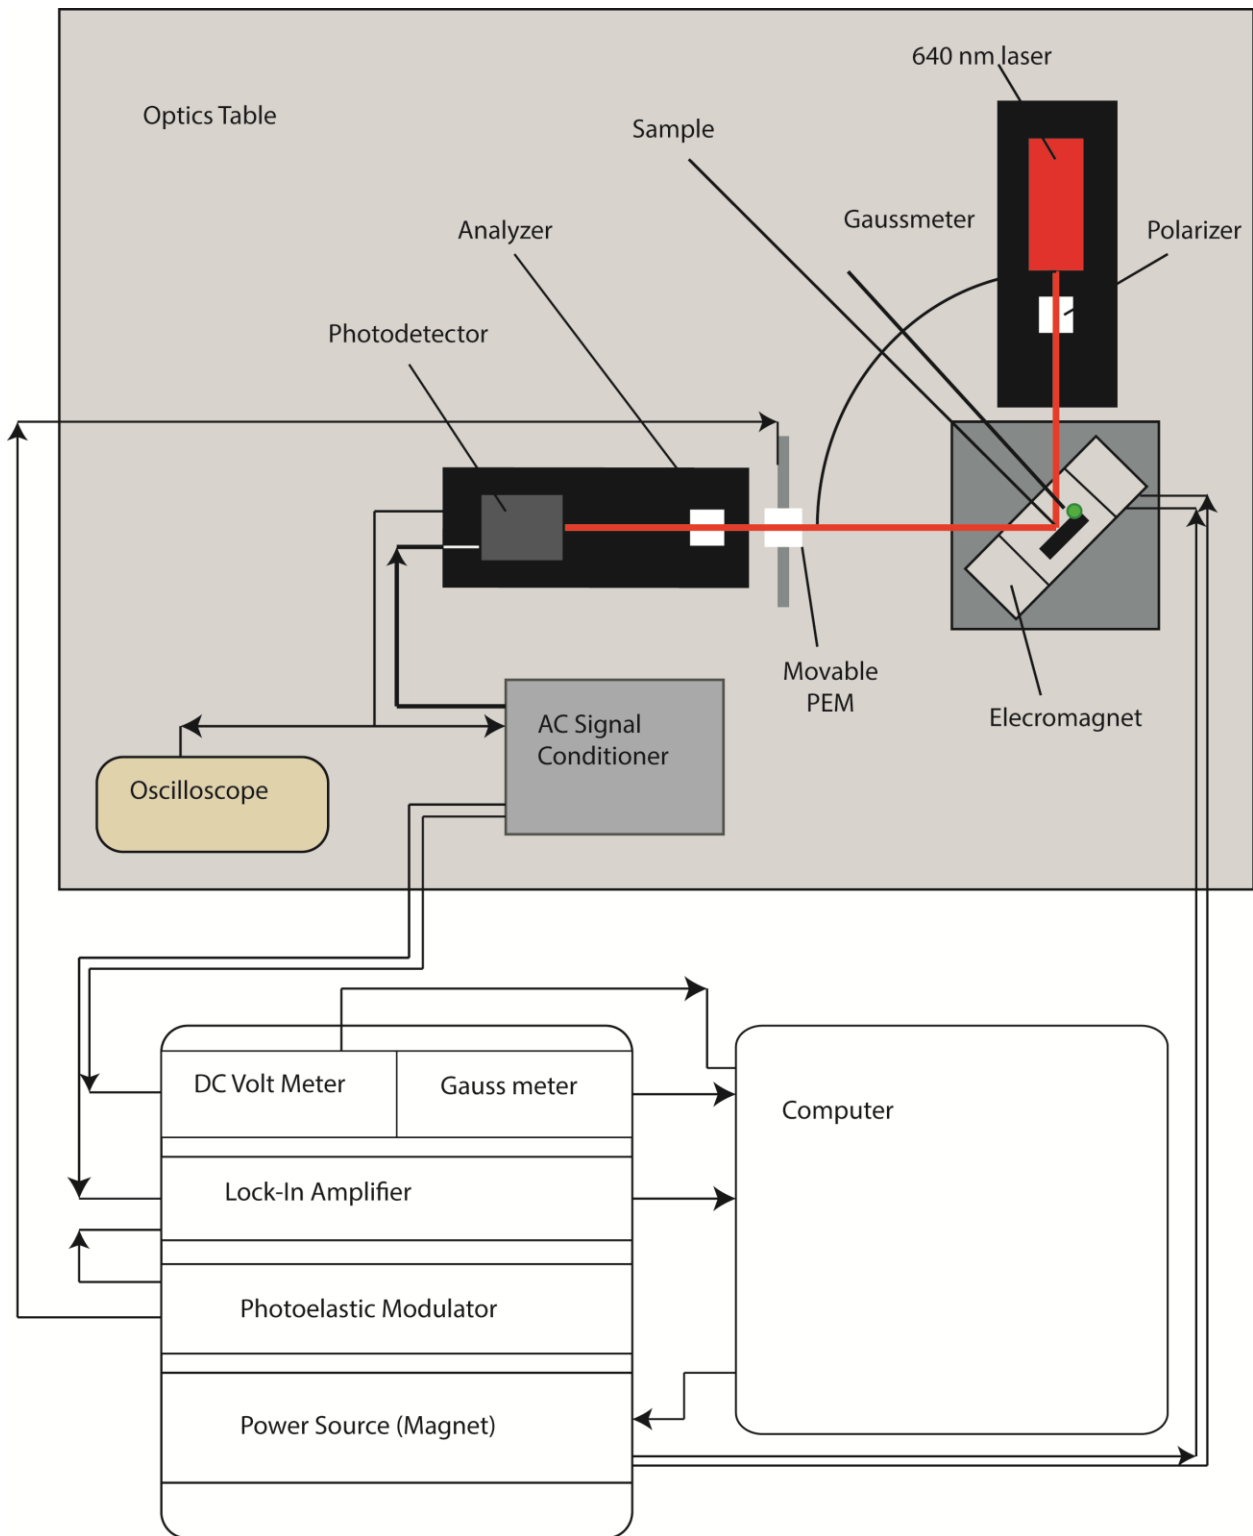 640 nm laser
Optics Table
Sample
Gaussmeter
Polarizer
Analyzer
Photodetector
Movable
PEM
Elecromagnet
AC Signal
Conditioner
Oscilloscope
DC Volt Meter
Gauss meter
Computer
Lock-In Amplifier
Photoelastic Modulator
Power Source (Magnet)